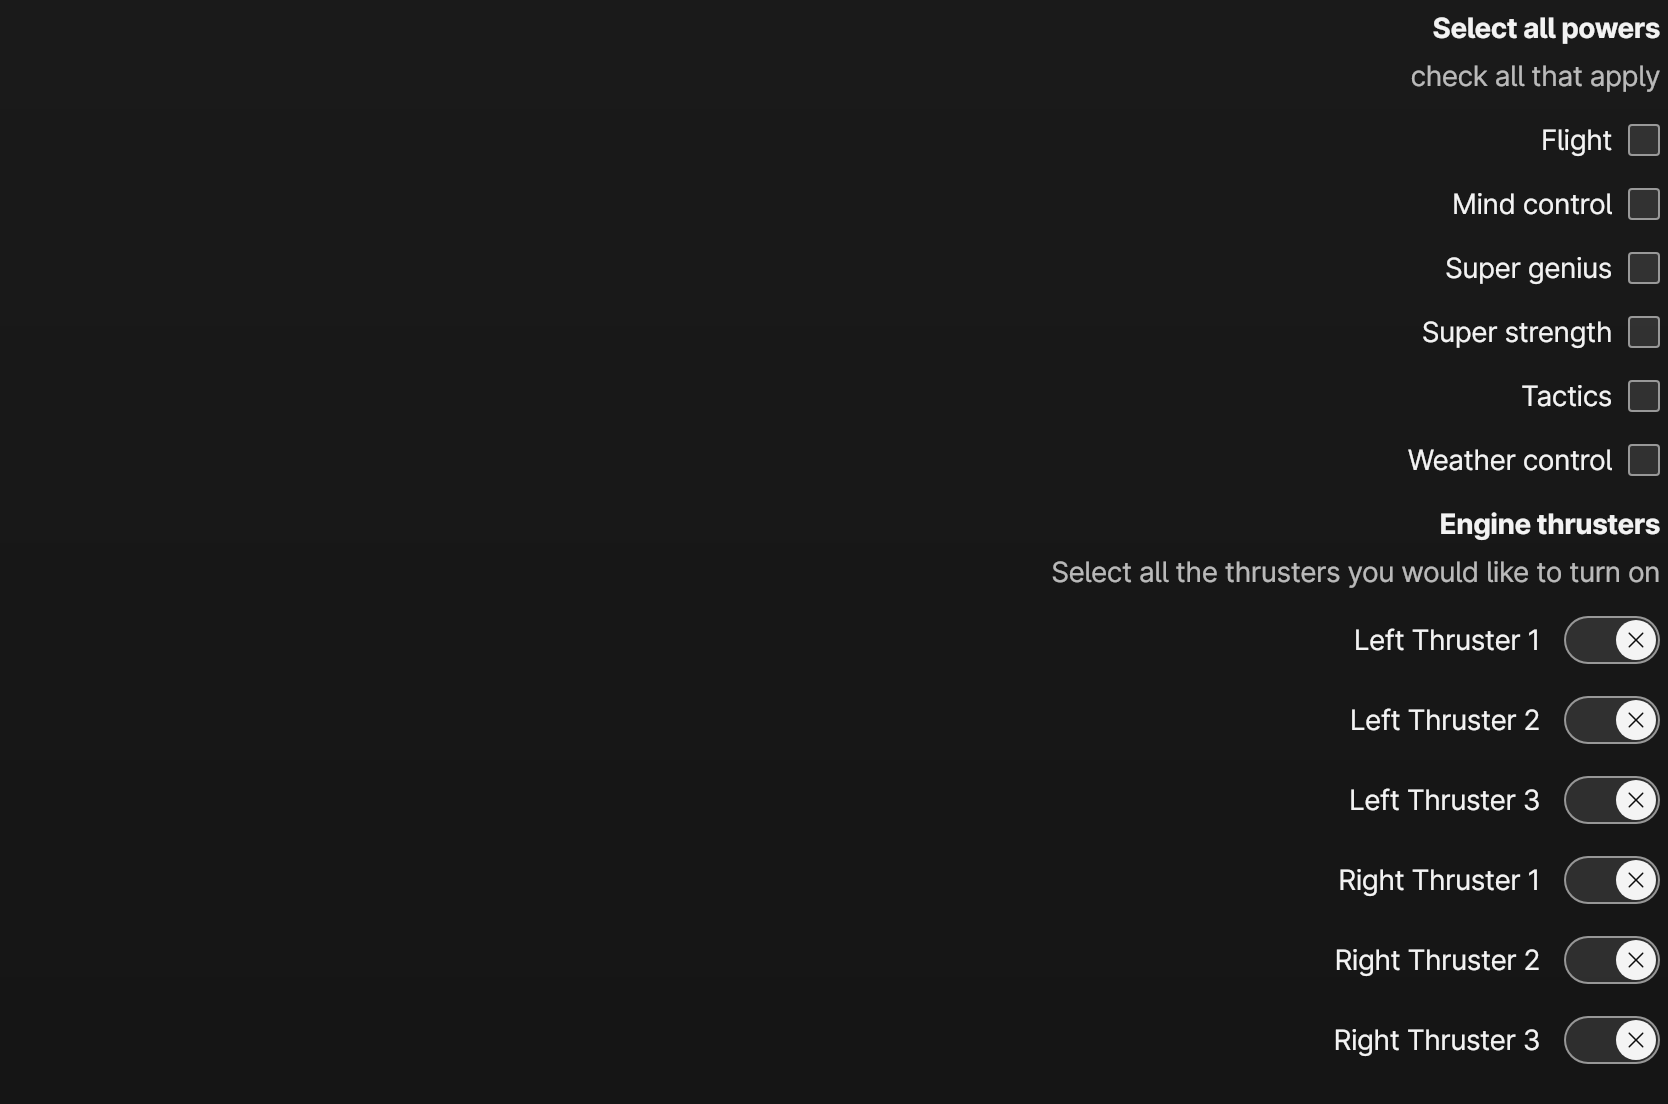 Select all powers
check all that apply
Flight
Mind control
Super genius
Super strength
Tactics
Weather control
Engine thrusters
Select all the thrusters you would like to turn on
Left Thruster 1
Left Thruster 2
Left Thruster 3
Right Thruster 1
Right Thruster 2
Right Thruster 3